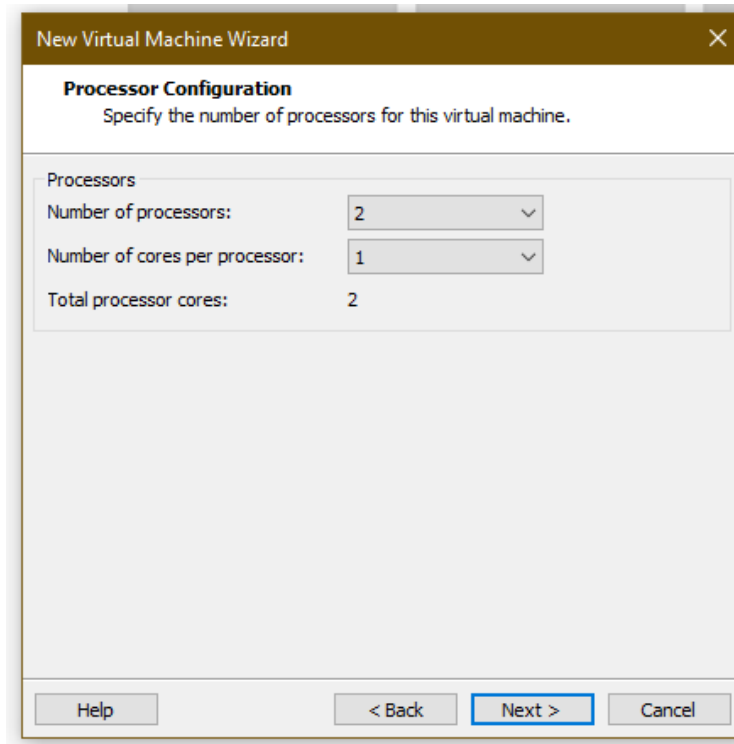 New Virtual Machine Wizard
Processor Configuration
Specify the number of processors for this virtual machine.
Processors
Number of processors: 2
Number of cores per processor: 1
Total processor cores: 2
Help < Back Next > Cancel